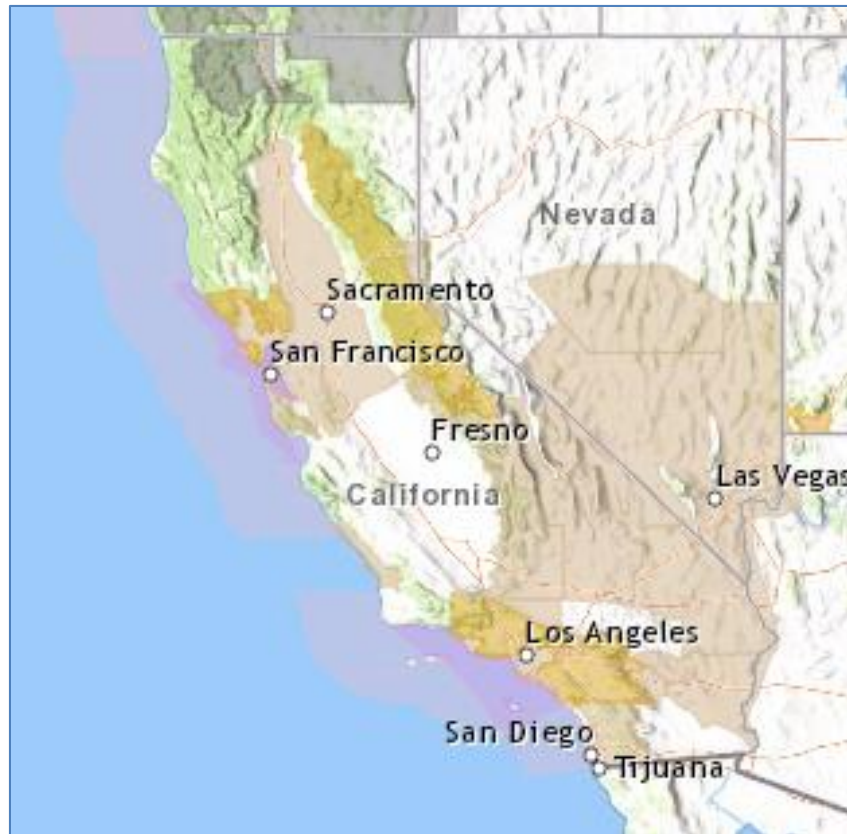 Nevada
Sacramento
San Francisco
Fresno
California
Las Vegas
Los Angeles
San Diego
Tijuana